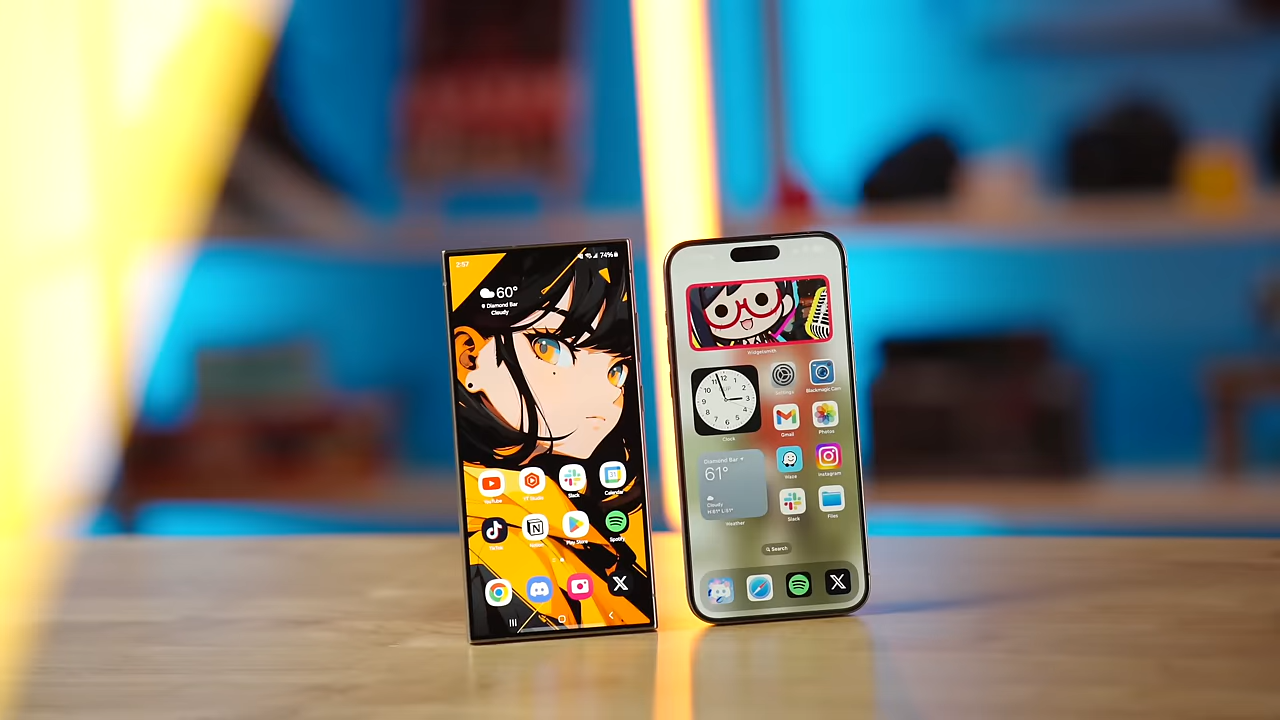 2:57
74%
60°
Diamond Bar
Cloudy
YouTube
YT Studio
Slack
Calendar
TikTok
Notion
Play Store
Spotify
Widgetsmith
Clock
Settings
Blackmagic Cam
Gmail
Photos
Diamond Bar
61°
Cloudy
Weather
Waze
Instagram
Slack
Files
Search